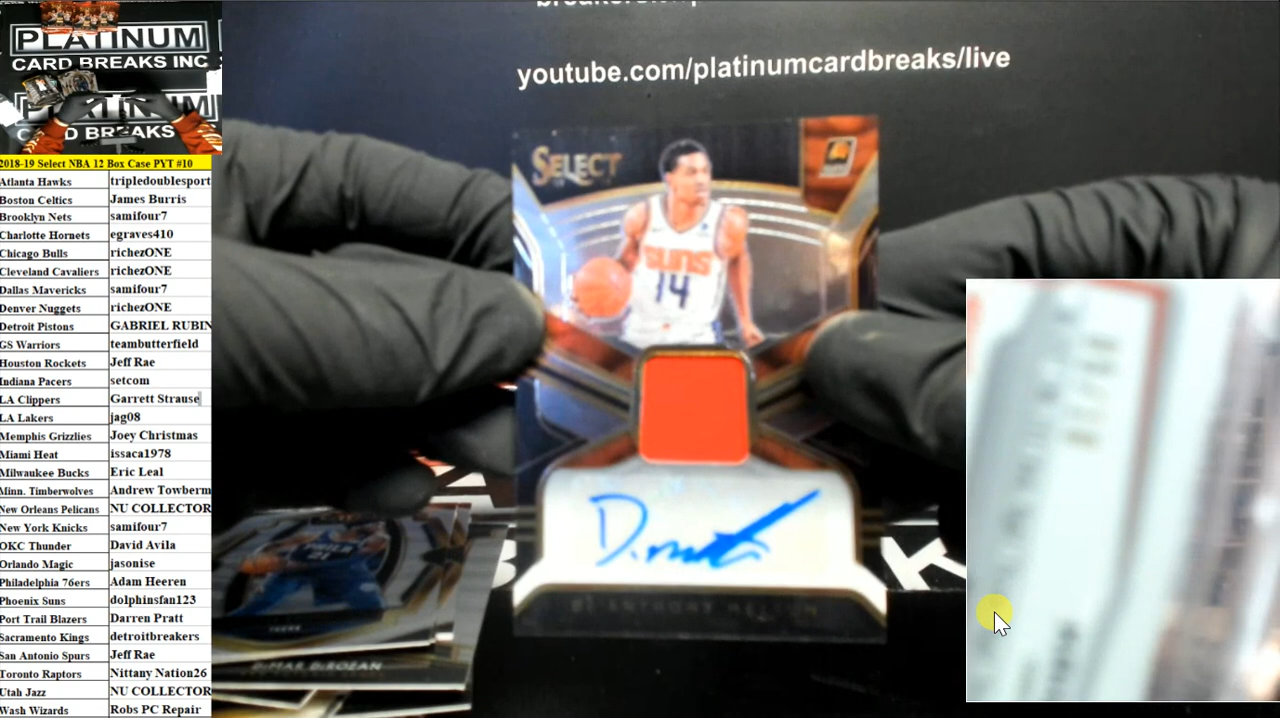 PLATINUM
CARD BREAKS INC
breakers
youtube.com/platinumcardbreaks/live
2018-19 Select NBA 12 Box Case PYT #10
Atlanta Hawks tripledoublesport
Boston Celtics James Burris
Brooklyn Nets samifour7
Charlotte Hornets egraves410
Chicago Bulls richezONE
Cleveland Cavaliers richezONE
Dallas Mavericks samifour7
Denver Nuggets richezONE
Detroit Pistons GABRIEL RUBIN
GS Warriors teambutterfield
Houston Rockets Jeff Rae
Indiana Pacers setcom
LA Clippers Garrett Strause
LA Lakers jag08
Memphis Grizzlies Joey Christmas
Miami Heat issaca1978
Milwaukee Bucks Eric Leal
Minn. Timberwolves Andrew Towberm
New Orleans Pelicans NU COLLECTOR
New York Knicks samifour7
OKC Thunder David Avila
Orlando Magic jasonise
Philadelphia 76ers Adam Heeren
Phoenix Suns dolphinsfan123
Port Trail Blazers Darren Pratt
Sacramento Kings detroitbreakers
San Antonio Spurs Jeff Rae
Toronto Raptors Nittany Nation26
Utah Jazz NU COLLECTOR
Wash Wizards Robs PC Repair
SELECT
SUNS
14
DE'ANTHONY MELTON
DeMAR DeROZAN